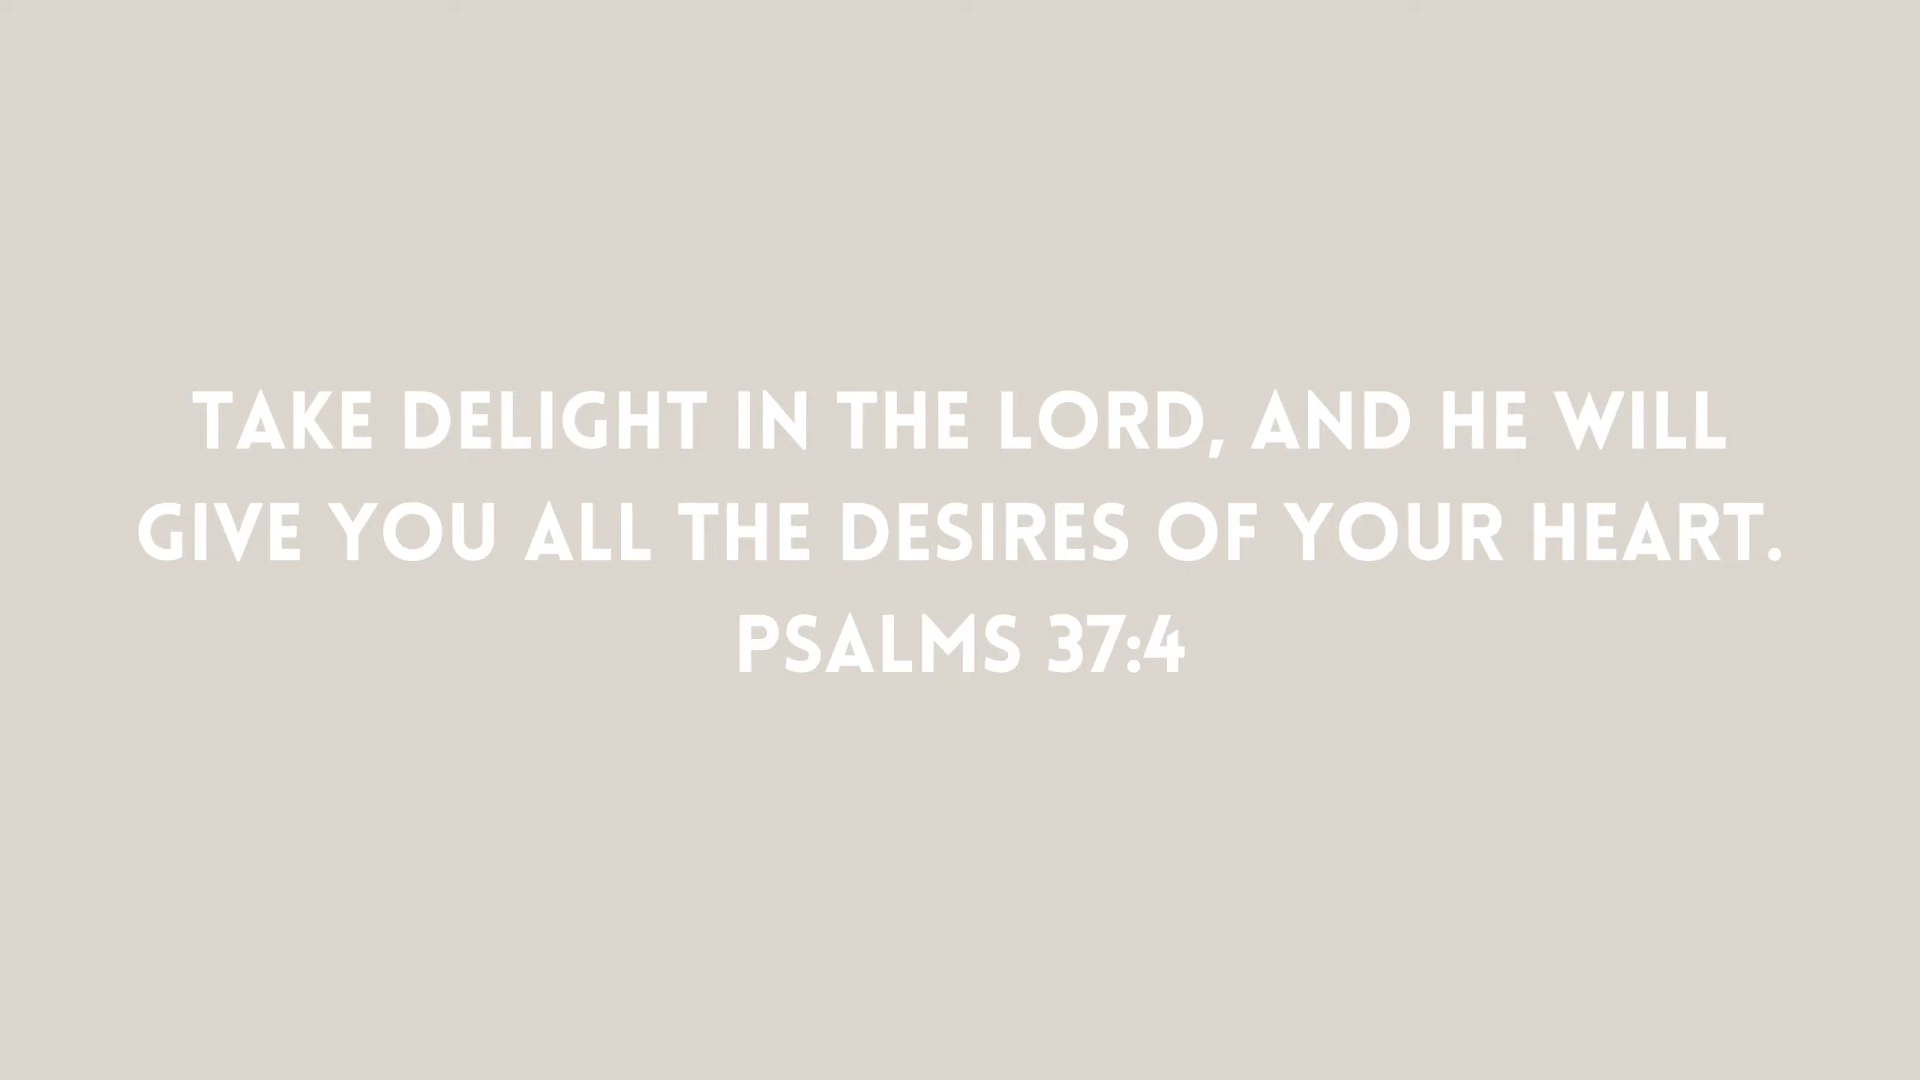 TAKE DELIGHT IN THE LORD, AND HE WILL
GIVE YOU ALL THE DESIRES OF YOUR HEART.
PSALMS 37:4